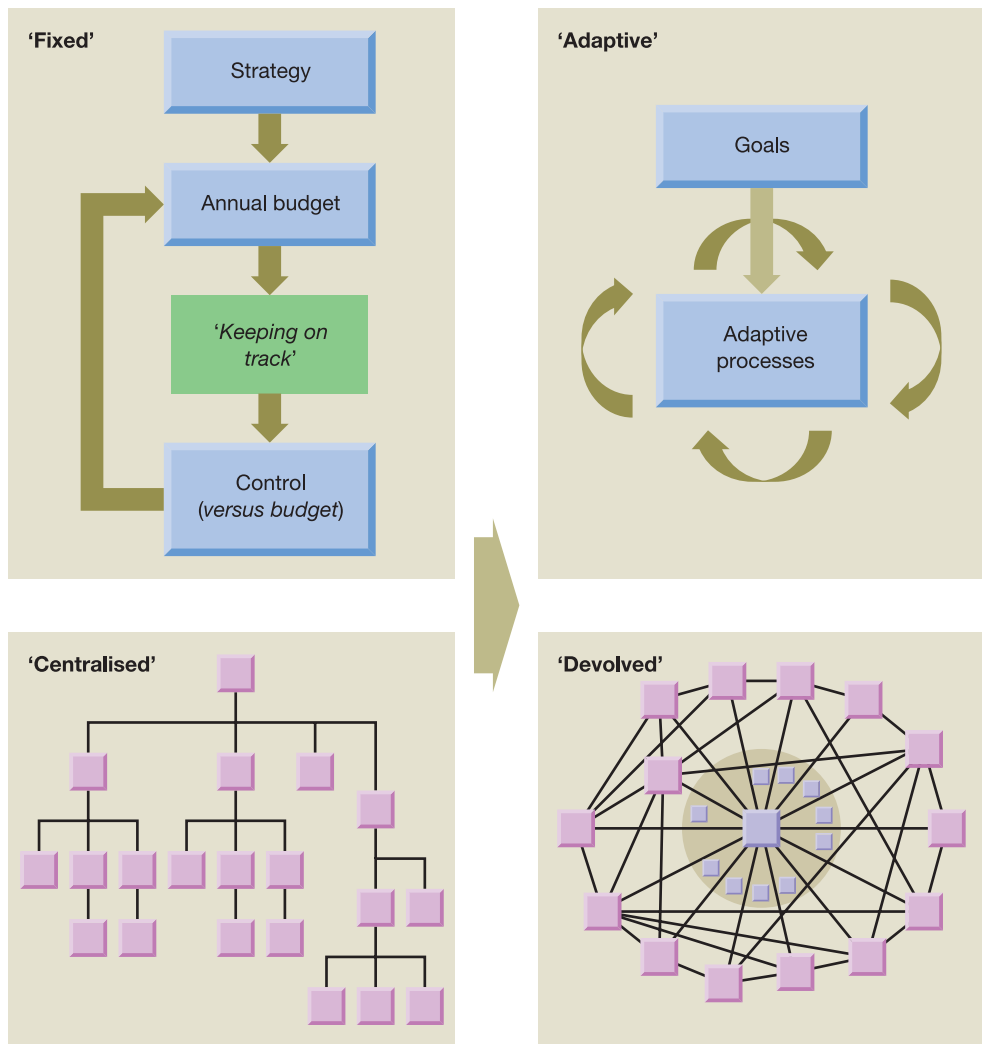 ‘Fixed’
Strategy
Annual budget
‘Keeping on
track’
Control
(versus budget)
‘Adaptive’
Goals
Adaptive
processes
‘Centralised’
‘Devolved’